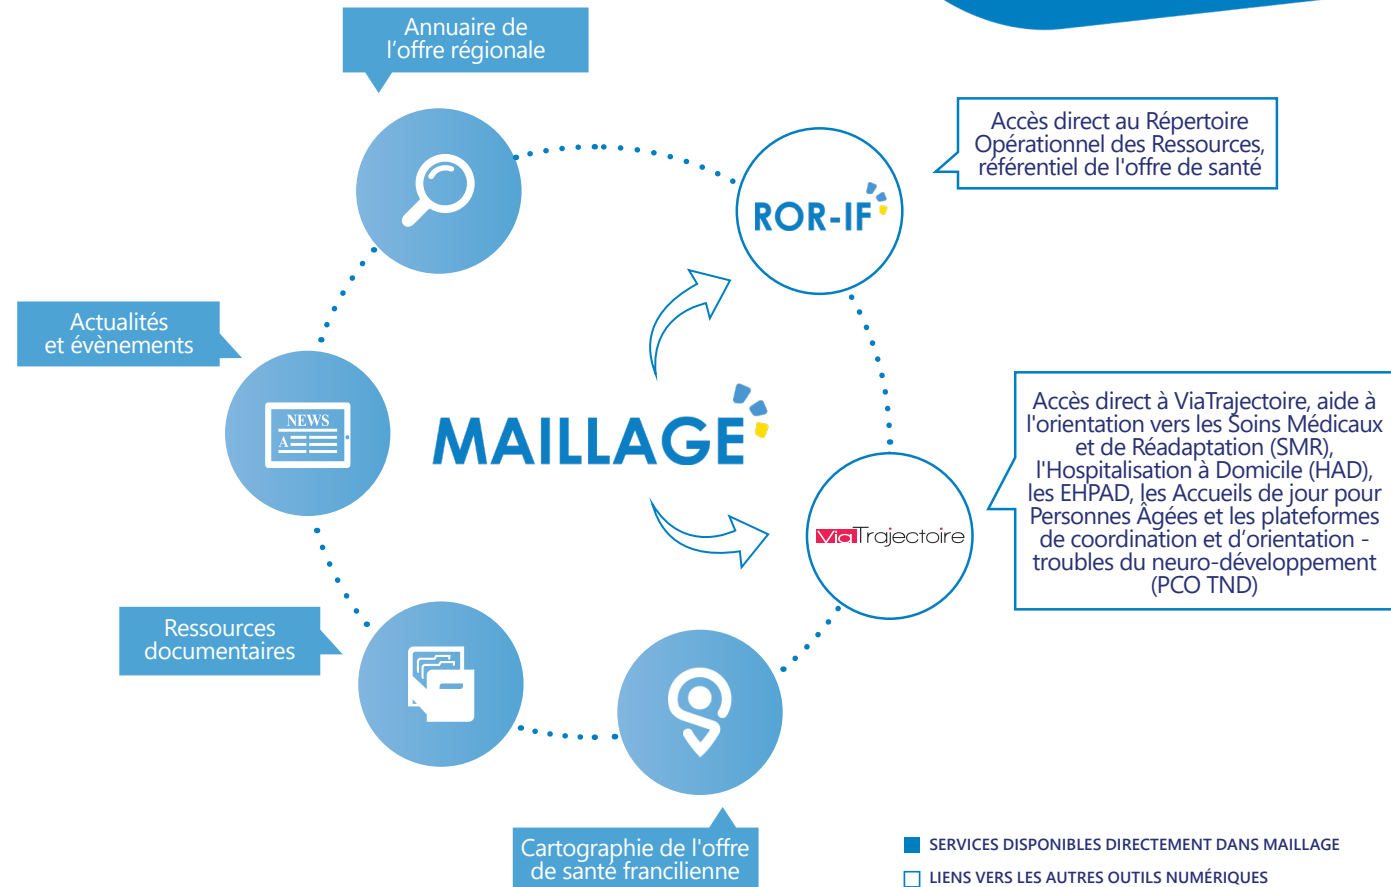 Annuaire de
l'offre régionale
Accès direct au Répertoire
Opérationnel des Ressources,
référentiel de l'offre de santé
ROR-IF
Actualités
et évènements
NEWS
A
MAILLAGE
Accès direct à ViaTrajectoire, aide à
l'orientation vers les Soins Médicaux
et de Réadaptation (SMR),
l'Hospitalisation à Domicile (HAD),
les EHPAD, les Accueils de jour pour
Personnes Âgées et les plateformes
de coordination et d'orientation -
troubles du neuro-développement
(PCO TND)
ViaTrajectoire
Ressources
documentaires
Cartographie de l'offre
de santé francilienne
SERVICES DISPONIBLES DIRECTEMENT DANS MAILLAGE
LIENS VERS LES AUTRES OUTILS NUMÉRIQUES